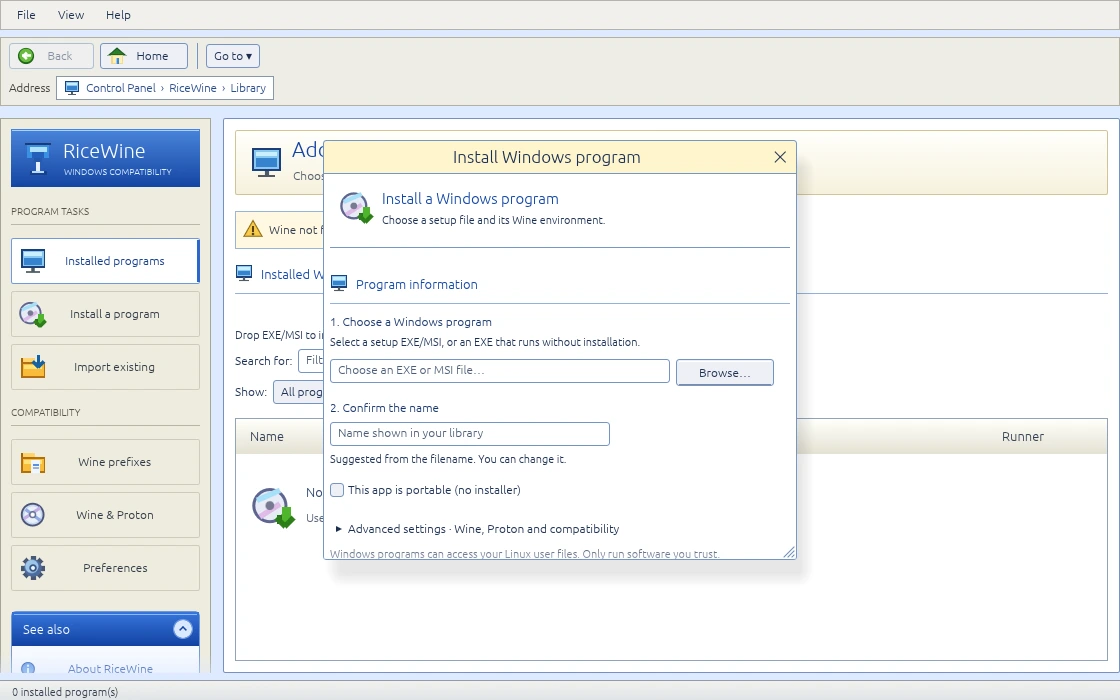 File View Help
Back Home Go to ▾
Address Control Panel › RiceWine › Library
RiceWine
WINDOWS COMPATIBILITY
PROGRAM TASKS
Installed programs
Install a program
Import existing
COMPATIBILITY
Wine prefixes
Wine & Proton
Preferences
See also
About RiceWine
Choos
Wine not f
Installed W
Drop EXE/MSI to i
Search for: Filt
Show: All prog
Name Runner
No
Use
Install Windows program
Install a Windows program
Choose a setup file and its Wine environment.
Program information
1. Choose a Windows program
Select a setup EXE/MSI, or an EXE that runs without installation.
Choose an EXE or MSI file... Browse...
2. Confirm the name
Name shown in your library
Suggested from the filename. You can change it.
This app is portable (no installer)
▸ Advanced settings · Wine, Proton and compatibility
Windows programs can access your Linux user files. Only run software you trust.
0 installed program(s)